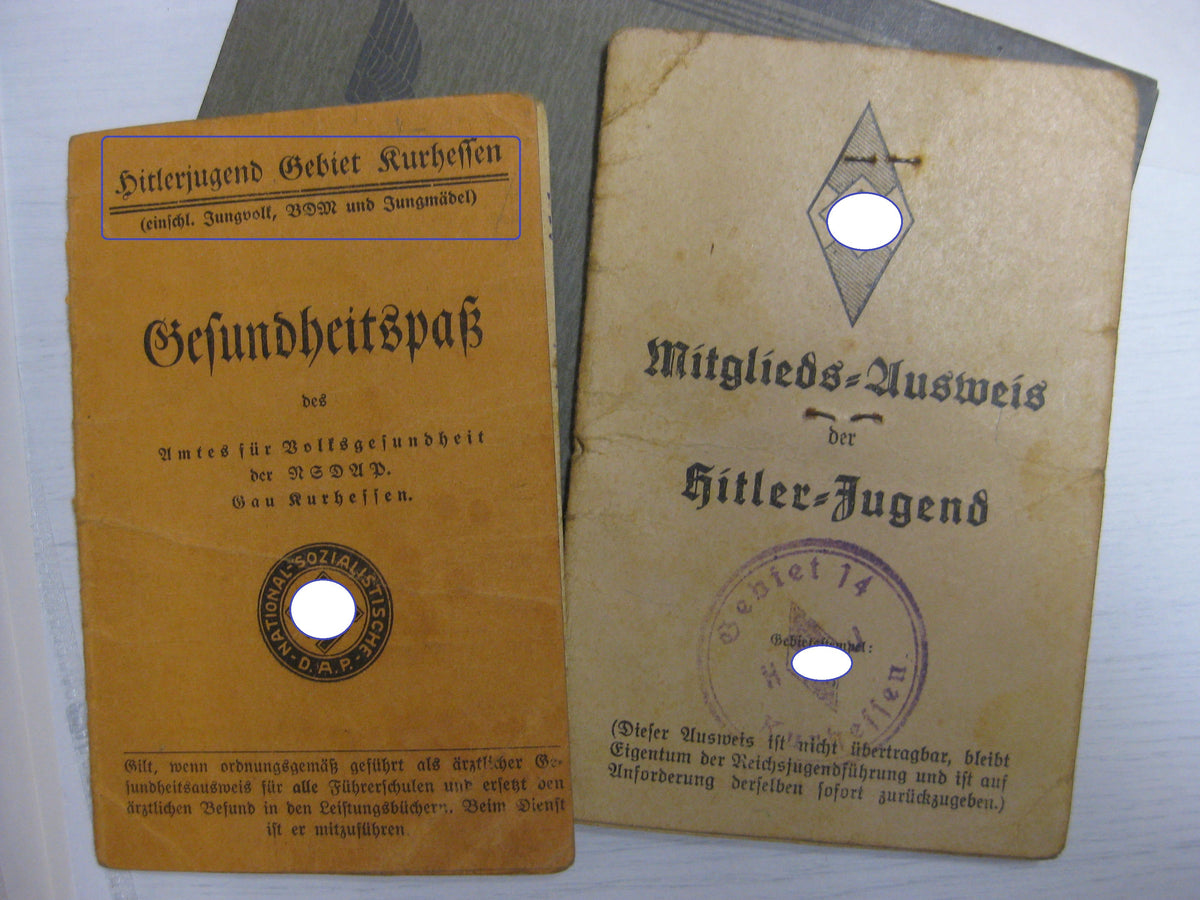 Hitlerjugend Gebiet Kurhessen
(einschl. Jungvolk, BDM und Jungmädel)
Gesundheitspaß
des
Amtes für Volksgesundheit
der NSDAP.
Gau Kurhessen.
NATIONAL-SOZIALISTISCHE
D.A.P.
Gilt, wenn ordnungsgemäß geführt als ärztlicher Ge-
sundheitsausweis für alle Führerschulen und ersetzt den
ärztlichen Befund in den Leistungsbüchern. Beim Dienst
ist er mitzuführen.
Mitglieds-Ausweis
der
Hitler-Jugend
Gebiet 14
Gebietsstempel:
H J
Kurhessen
(Dieser Ausweis ist nicht übertragbar, bleibt
Eigentum der Reichsjugendführung und ist auf
Anforderung derselben sofort zurückzugeben.)